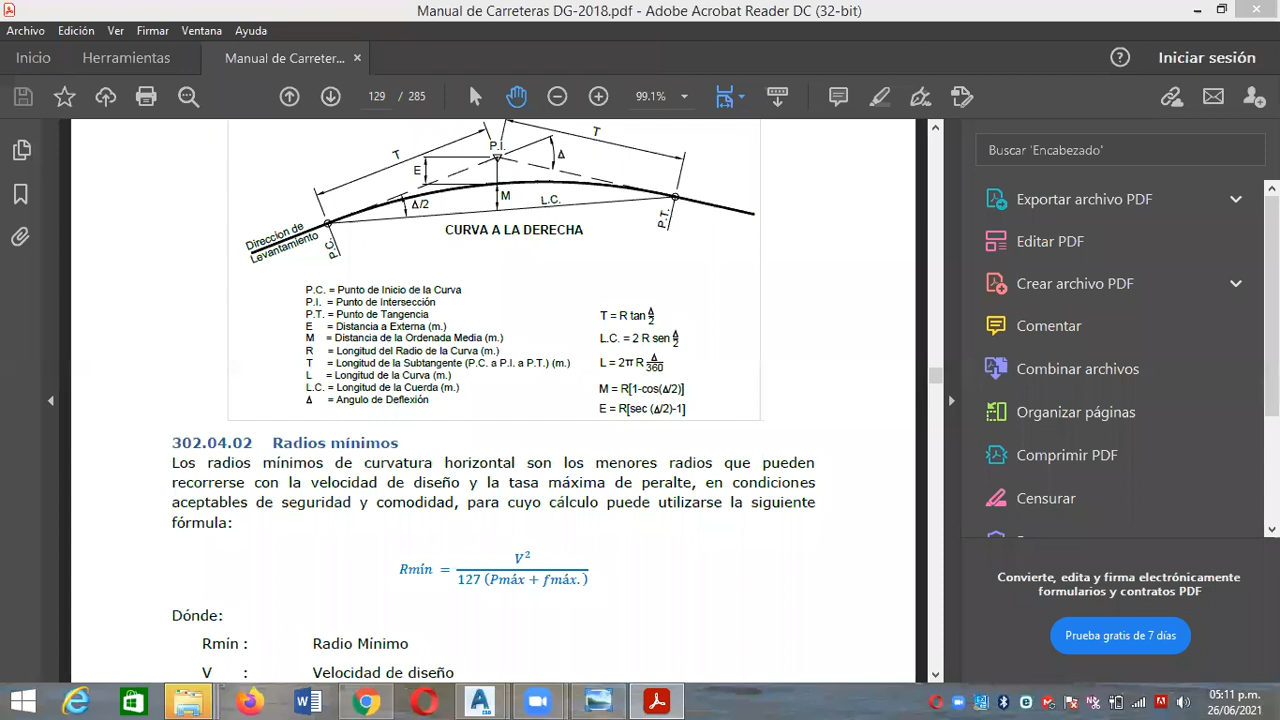 Manual de Carreteras DG-2018.pdf - Adobe Acrobat Reader DC (32-bit)
Archivo Edición Ver Firmar Ventana Ayuda
Inicio Herramientas Manual de Carreter... × Iniciar sesión
129 / 285 99.1%
T
T
P.I.
Δ
E
Δ/2
M
L.C.
Direccion de
Levantamiento
P.C.
P.T.
CURVA A LA DERECHA
P.C. = Punto de Inicio de la Curva
P.I. = Punto de Intersección
P.T. = Punto de Tangencia
E = Distancia a Externa (m.)
M = Distancia de la Ordenada Media (m.)
R = Longitud del Radio de la Curva (m.)
T = Longitud de la Subtangente (P.C. a P.I. a P.T.) (m.)
L = Longitud de la Curva (m.)
L.C. = Longitud de la Cuerda (m.)
Δ = Angulo de Deflexión
T = R tan Δ/2
L.C. = 2 R sen Δ/2
L = 2π R Δ/360
M = R[1-cos(Δ/2)]
E = R[sec (Δ/2)-1]
302.04.02 Radios mínimos
Los radios mínimos de curvatura horizontal son los menores radios que pueden
recorrerse con la velocidad de diseño y la tasa máxima de peralte, en condiciones
aceptables de seguridad y comodidad, para cuyo cálculo puede utilizarse la siguiente
fórmula:
Rmín = V² / 127 (Pmáx + fmáx.)
Dónde:
Rmín : Radio Mínimo
V : Velocidad de diseño
Buscar 'Encabezado'
Exportar archivo PDF
Editar PDF
Crear archivo PDF
Comentar
Combinar archivos
Organizar páginas
Comprimir PDF
Censurar
Convierte, edita y firma electrónicamente
formularios y contratos PDF
Prueba gratis de 7 días
05:11 p.m.
26/06/2021